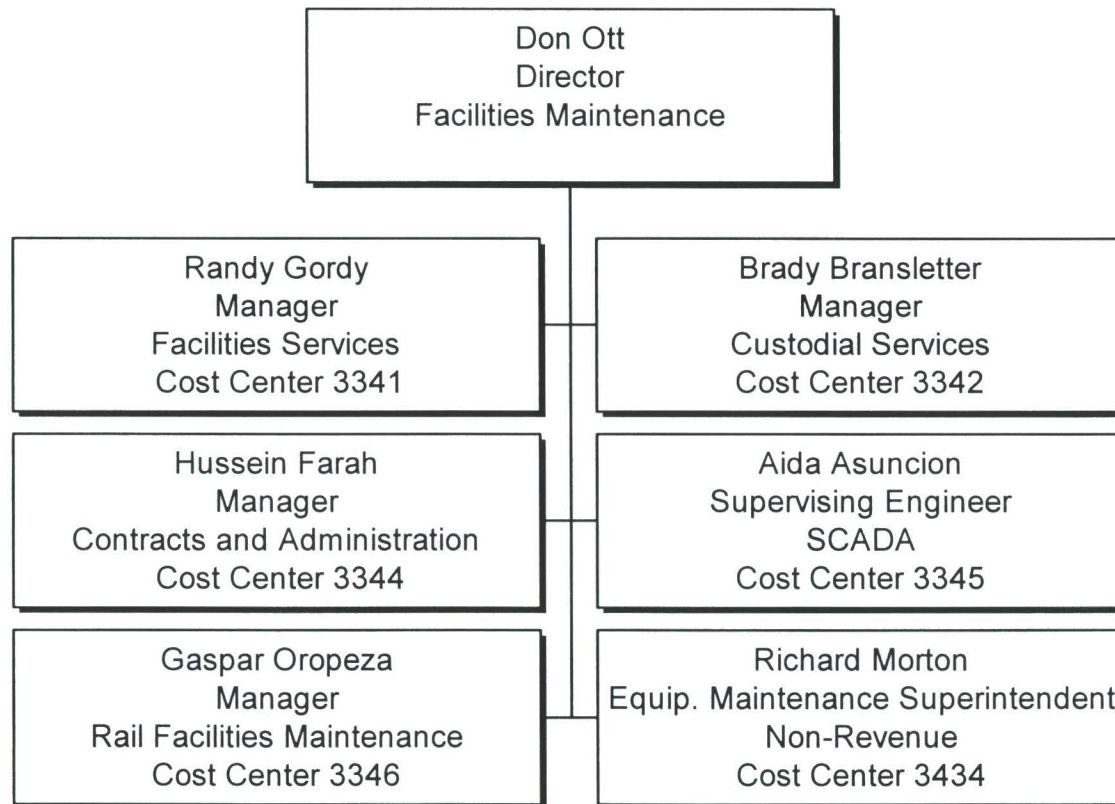 Don Ott
Director
Facilities Maintenance
Randy Gordy
Manager
Facilities Services
Cost Center 3341
Brady Bransletter
Manager
Custodial Services
Cost Center 3342
Hussein Farah
Manager
Contracts and Administration
Cost Center 3344
Aida Asuncion
Supervising Engineer
SCADA
Cost Center 3345
Gaspar Oropeza
Manager
Rail Facilities Maintenance
Cost Center 3346
Richard Morton
Equip. Maintenance Superintendent
Non-Revenue
Cost Center 3434